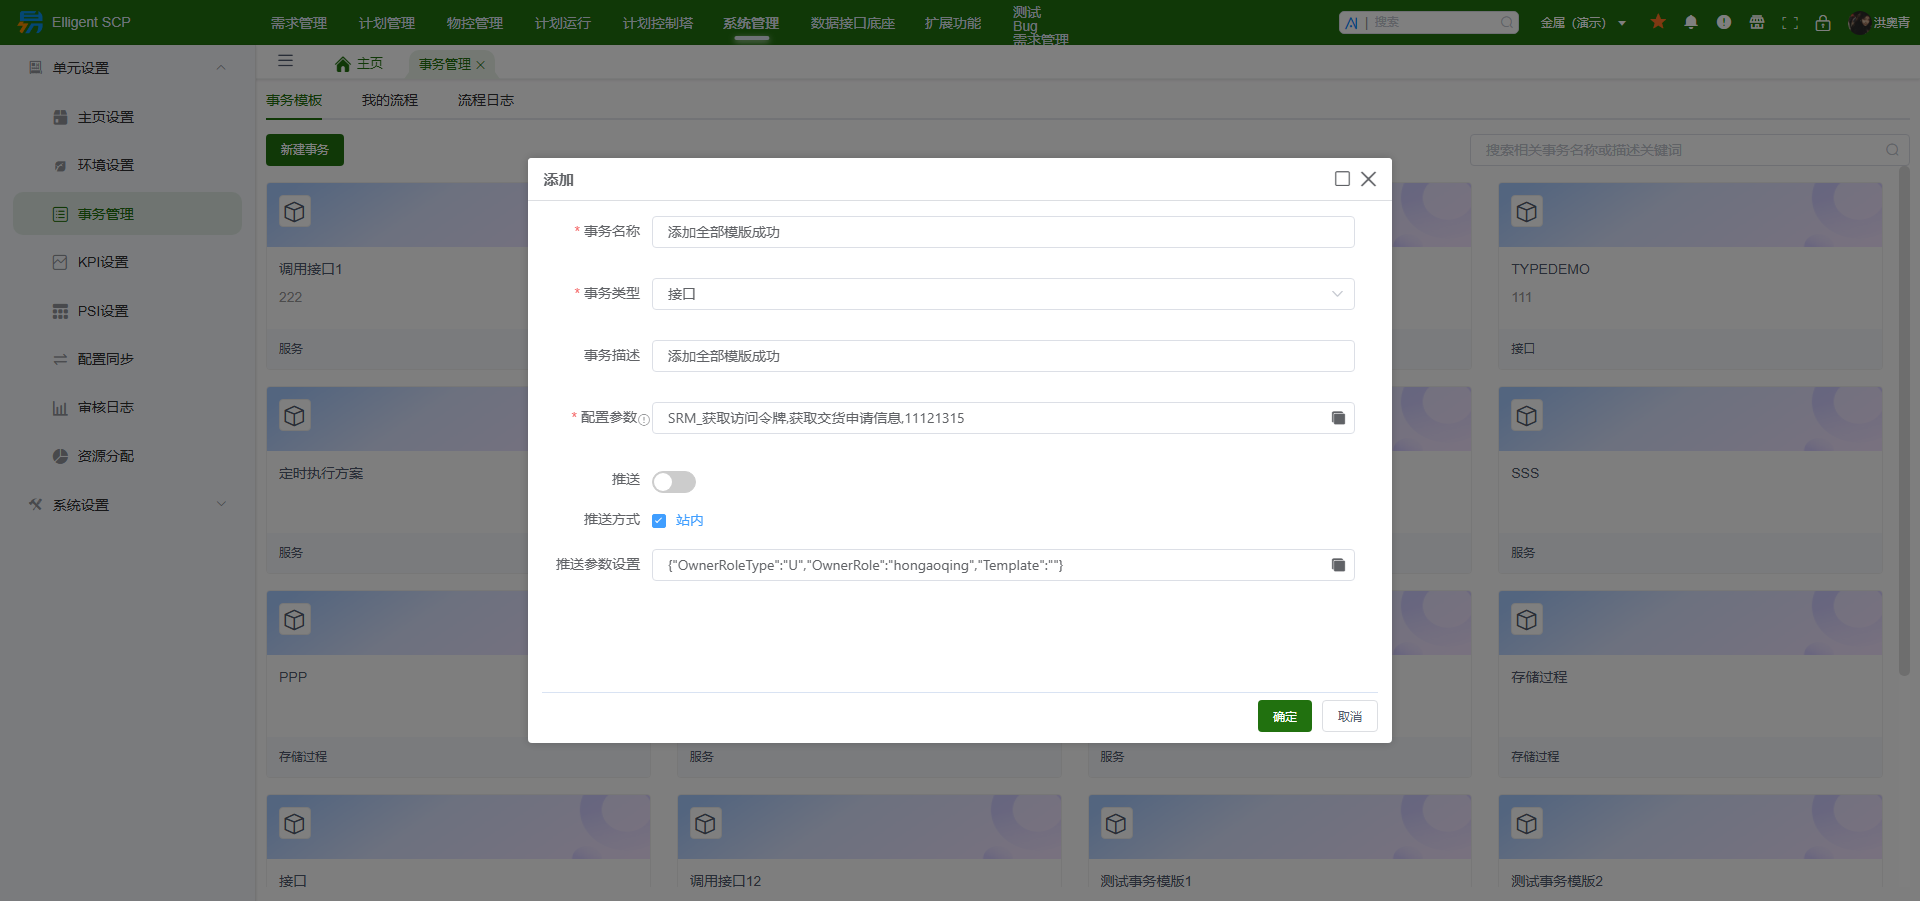 Elligent SCP
需求管理
计划管理
物控管理
计划运行
计划控制塔
系统管理
数据接口底座
扩展功能
测试
Bug
需求管理
AI | 搜索
金属（演示）
洪奥青
单元设置
主页设置
环境设置
事务管理
KPI设置
PSI设置
配置同步
审核日志
资源分配
系统设置
主页
事务管理
事务模板
我的流程
流程日志
新建事务
搜索相关事务名称或描述关键词
调用接口1
222
服务
TYPEDEMO
111
接口
定时执行方案
服务
SSS
服务
PPP
存储过程
服务
服务
存储过程
存储过程
接口
调用接口12
测试事务模版1
测试事务模版2
添加
* 事务名称
添加全部模版成功
* 事务类型
接口
事务描述
添加全部模版成功
* 配置参数
SRM_获取访问令牌,获取交货申请信息,11121315
推送
推送方式
站内
推送参数设置
{"OwnerRoleType":"U","OwnerRole":"hongaoqing","Template":""}
确定
取消